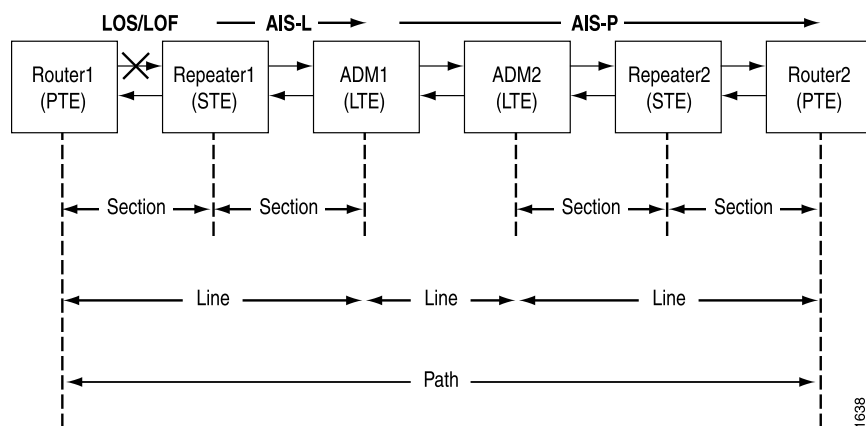 LOS/LOF AIS-L AIS-P
Router1 (PTE)
Repeater1 (STE)
ADM1 (LTE)
ADM2 (LTE)
Repeater2 (STE)
Router2 (PTE)
Section Section Section Section
Line Line Line
Path
1638